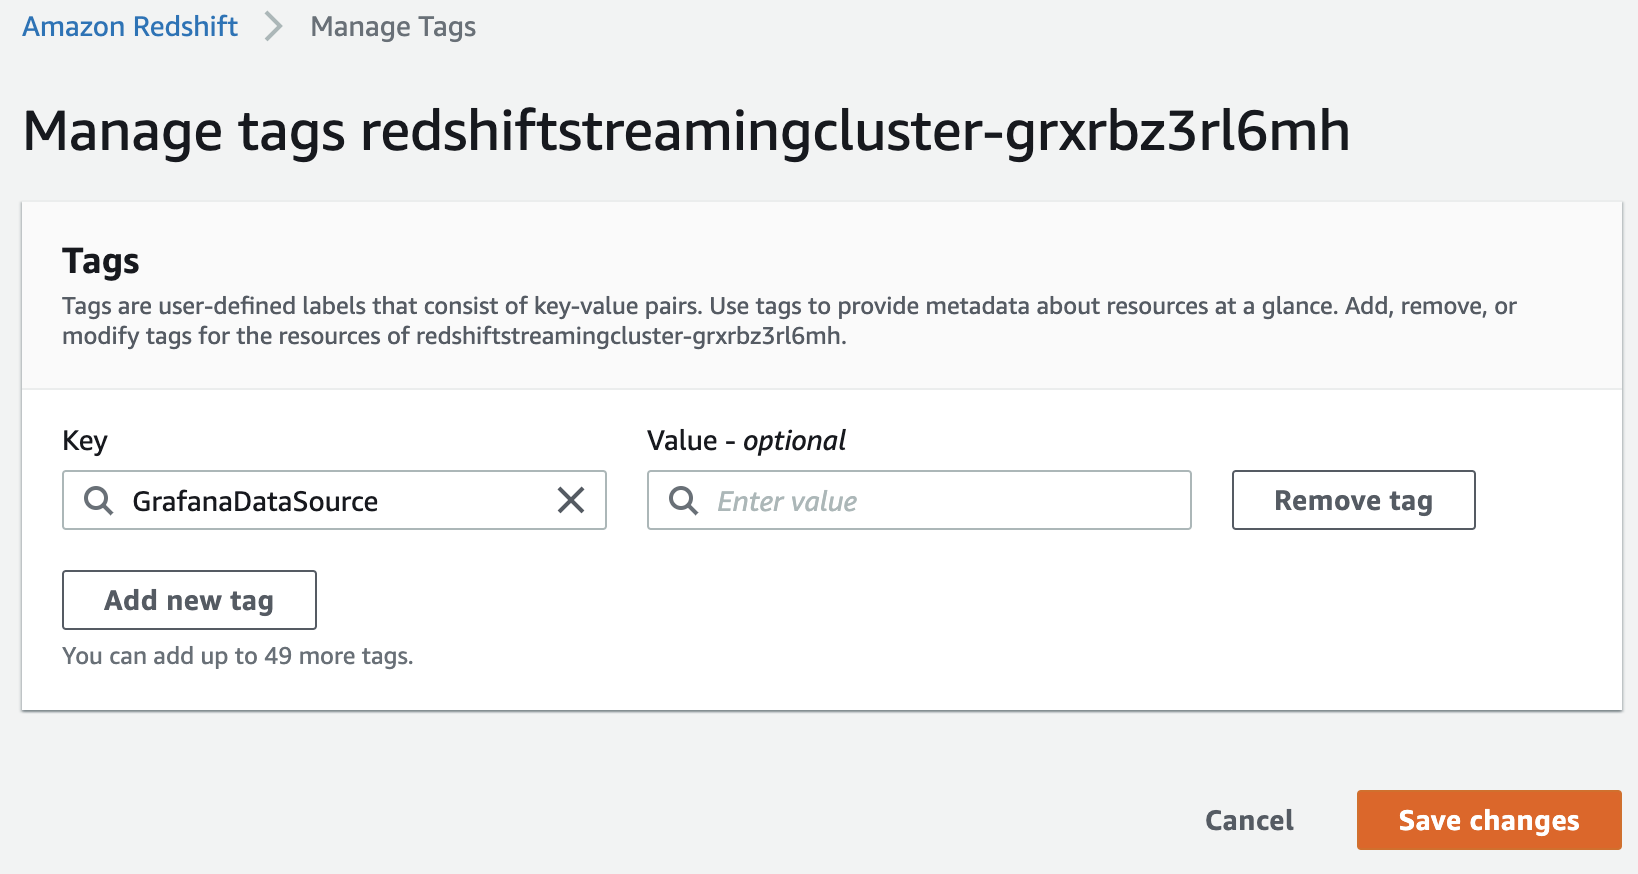 Amazon Redshift > Manage Tags
Manage tags redshiftstreamingcluster-grxrbz3rl6mh
Tags
Tags are user-defined labels that consist of key-value pairs. Use tags to provide metadata about resources at a glance. Add, remove, or
modify tags for the resources of redshiftstreamingcluster-grxrbz3rl6mh.
Key Value - optional
GrafanaDataSource Enter value Remove tag
Add new tag
You can add up to 49 more tags.
Cancel Save changes